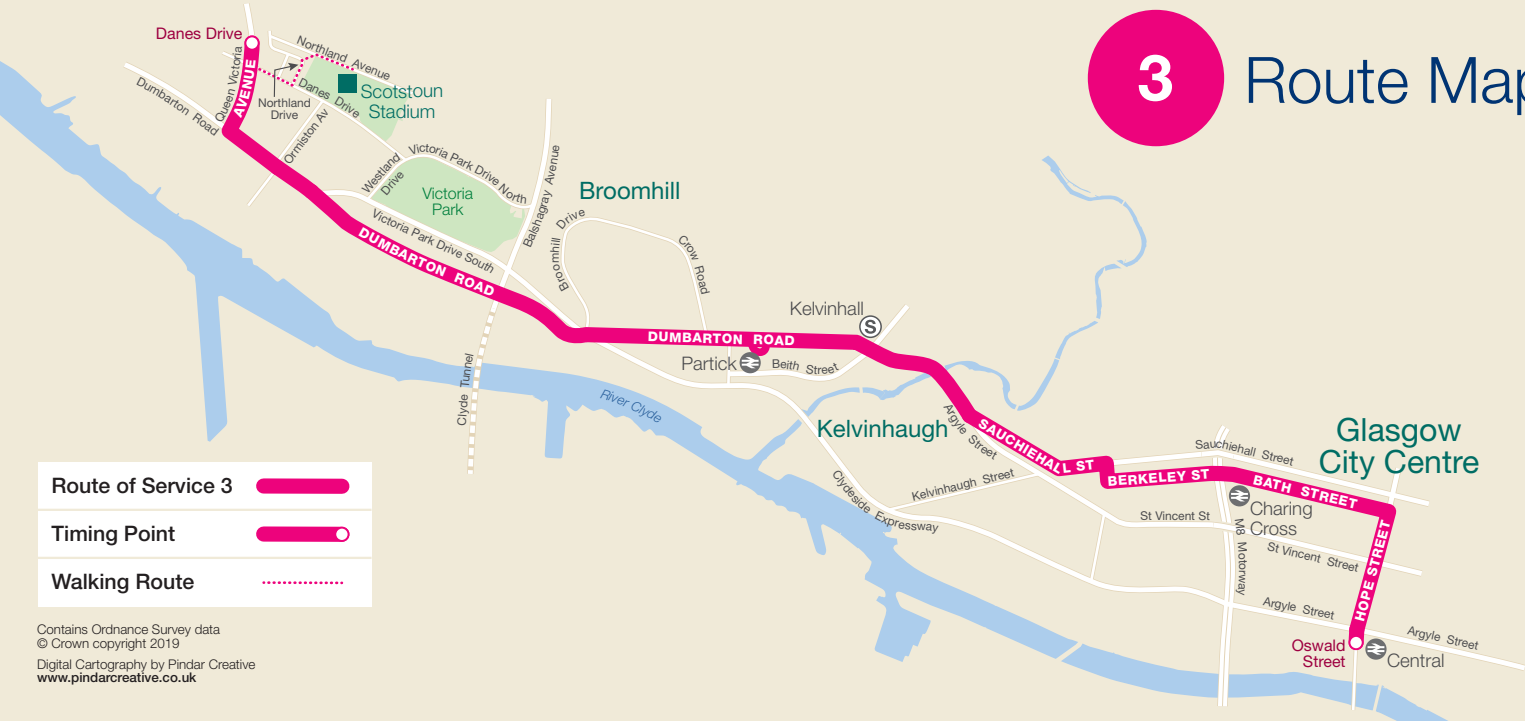 3
Route Map
Danes Drive
Queen Victoria
AVENUE
Dumbarton Road
Northland Avenue
Northland
Drive
Danes Drive
Scotstoun
Stadium
Ormiston Av
Westland
Drive
Victoria Park Drive North
Victoria
Park
Victoria Park Drive South
Balshagray Avenue
Broomhill
Broomhill Drive
Crow Road
DUMBARTON ROAD
DUMBARTON ROAD
Kelvinhall
S
Partick
Beith Street
Clyde Tunnel
River Clyde
Kelvinhaugh
Argyle Street
SAUCHIEHALL ST
BERKELEY ST
BATH STREET
HOPE STREET
Sauchiehall Street
Glasgow
City Centre
Kelvinhaugh Street
Clydeside Expressway
Charing
Cross
St Vincent St
St Vincent Street
M8 Motorway
Argyle Street
Argyle Street
Oswald
Street
Central
Route of Service 3
Timing Point
Walking Route
Contains Ordnance Survey data
© Crown copyright 2019
Digital Cartography by Pindar Creative
www.pindarcreative.co.uk